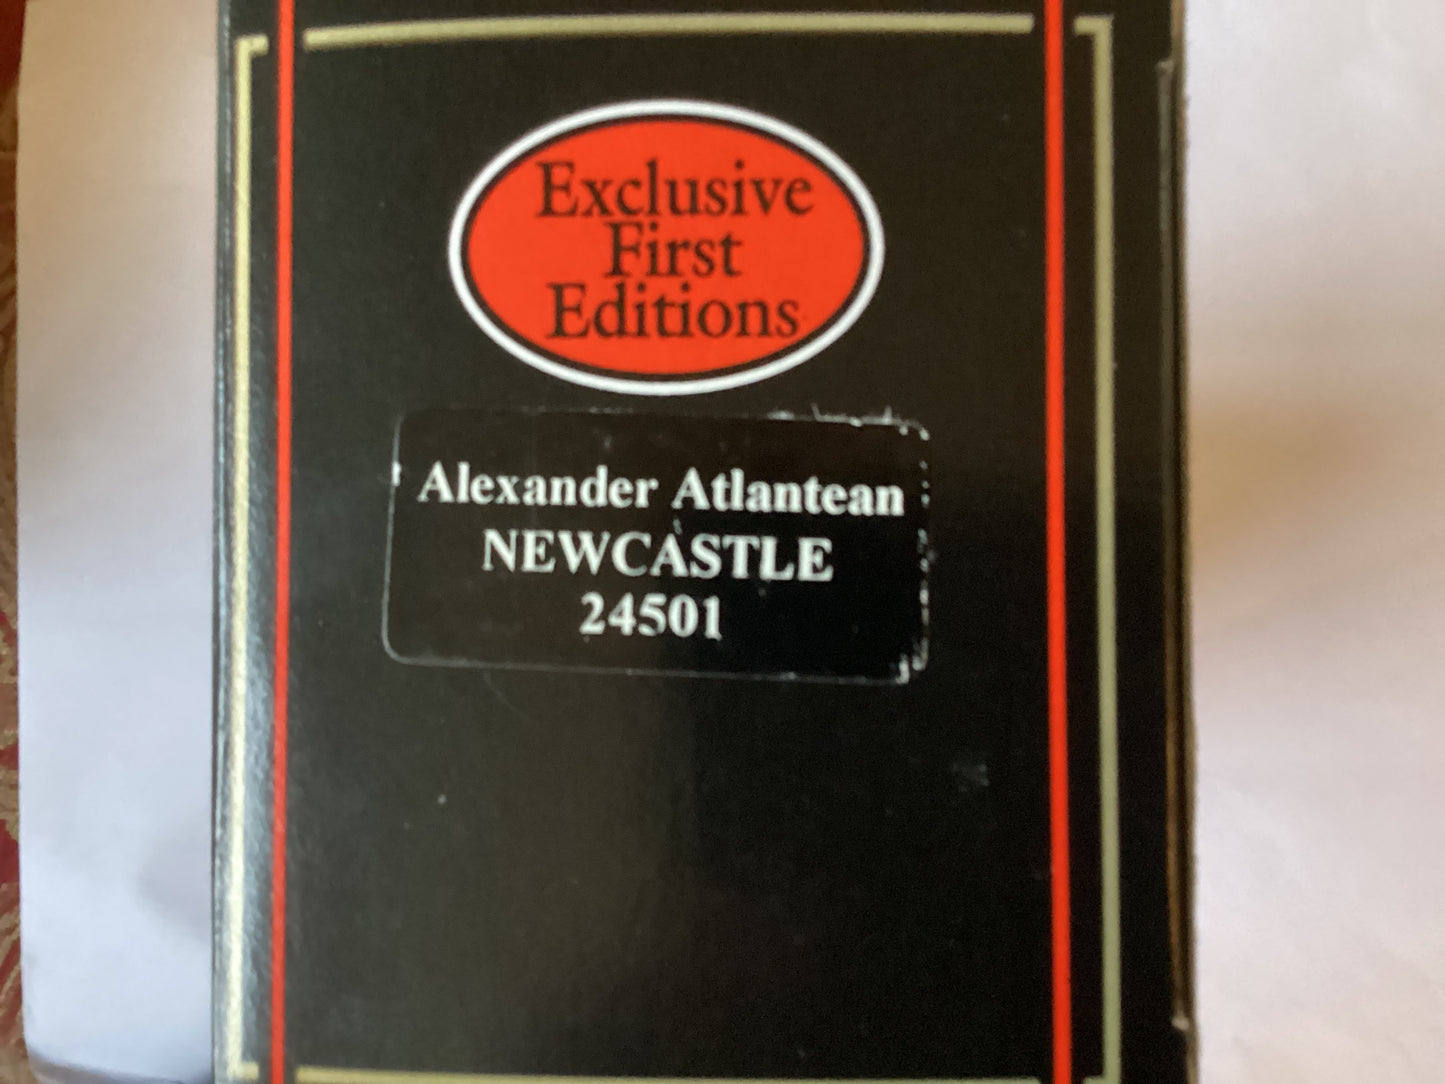 Exclusive
First
Editions
Alexander Atlantean
NEWCASTLE
24501